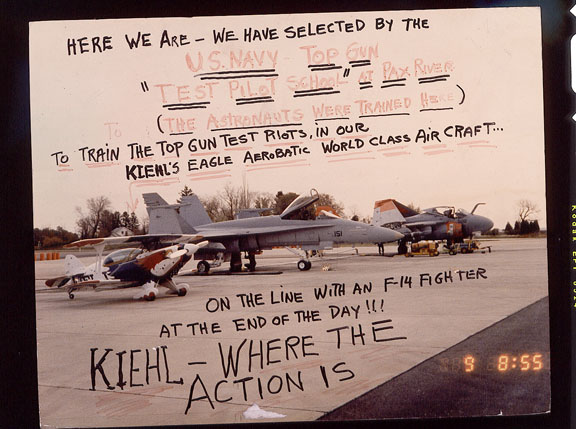 HERE WE ARE – WE HAVE SELECTED BY THE
U.S. NAVY – TOP GUN
"TEST PILOT SCHOOL" AT PAX RIVER
(THE ASTRONAUTS WERE TRAINED HERE)
To
TO TRAIN THE TOP GUN TEST PILOTS, IN OUR
KIEHL'S EAGLE AEROBATIC WORLD CLASS AIR CRAFT...
151
ON THE LINE WITH AN F-14 FIGHTER
AT THE END OF THE DAY!!!
KIEHL – WHERE THE
ACTION IS
9 8:55